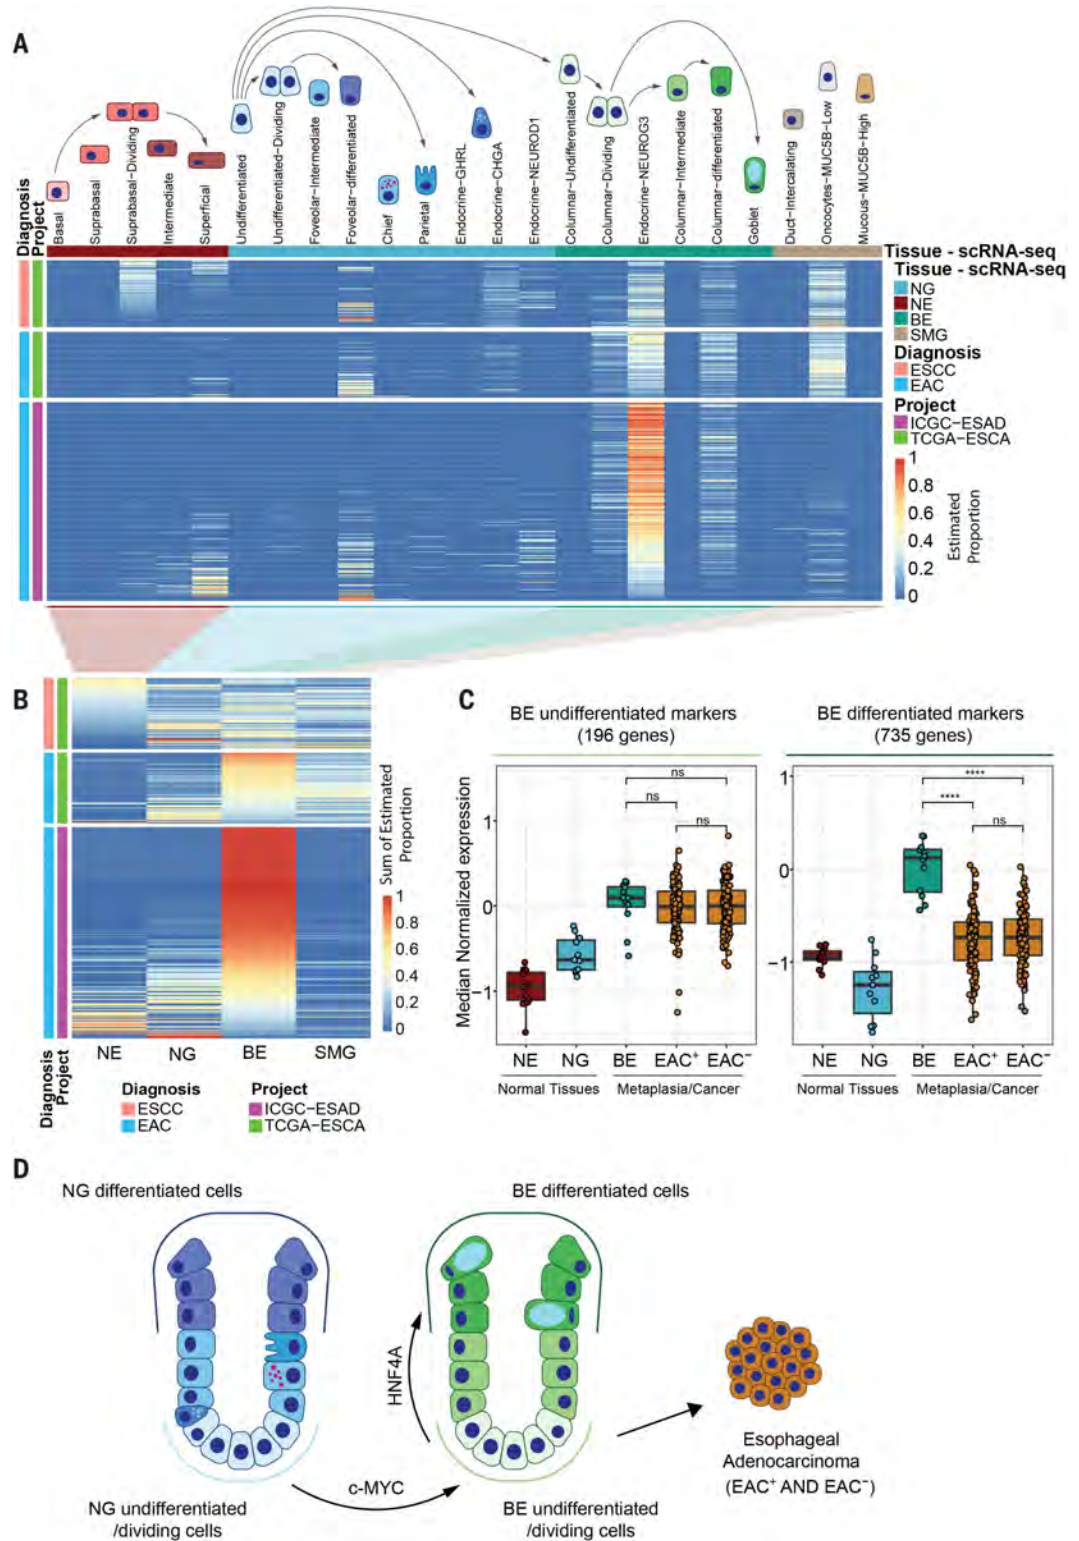 A
Diagnosis
Project
Basal
Suprabasal
Suprabasal-Dividing
Intermediate
Superficial
Undifferentiated
Undifferentiated-Dividing
Foveolar-Intermediate
Foveolar-differentiated
Chief
Parietal
Endocrine-GHRL
Endocrine-CHGA
Endocrine-NEUROD1
Columnar-Undifferentiated
Columnar-Dividing
Endocrine-NEUROG3
Columnar-Intermediate
Columnar-differentiated
Goblet
Duct-Intercalating
Oncocytes-MUC5B-Low
Mucous-MUC5B-High
Tissue - scRNA-seq
Tissue - scRNA-seq
NG
NE
BE
SMG
Diagnosis
ESCC
EAC
Project
ICGC-ESAD
TCGA-ESCA
1
0.8
0.6
0.4
0.2
0
Estimated
Proportion
B
Sum of Estimated
Proportion
1
0.8
0.6
0.4
0.2
0
NE NG BE SMG
Diagnosis
Project
Diagnosis
ESCC
EAC
Project
ICGC-ESAD
TCGA-ESCA
C
BE undifferentiated markers
(196 genes)
BE differentiated markers
(735 genes)
Median Normalized expression
1
0
-1
ns
ns
ns
NE NG BE EAC+ EAC-
Normal Tissues Metaplasia/Cancer
1
0
-1
****
****
ns
NE NG BE EAC+ EAC-
Normal Tissues Metaplasia/Cancer
D
NG differentiated cells
BE differentiated cells
HNF4A
c-MYC
NG undifferentiated
/dividing cells
BE undifferentiated
/dividing cells
Esophageal
Adenocarcinoma
(EAC+ AND EAC-)